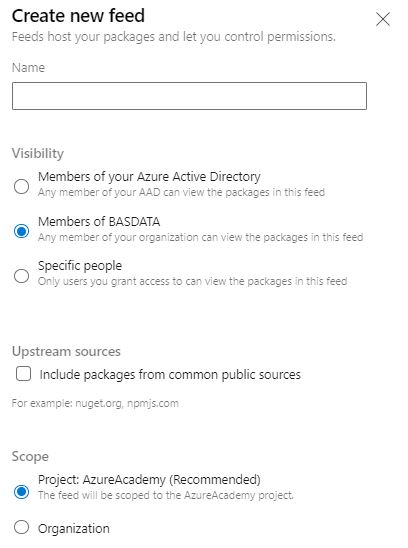 Create new feed
Feeds host your packages and let you control permissions.
Name
Visibility
Members of your Azure Active Directory
Any member of your AAD can view the packages in this feed
Members of BASDATA
Any member of your organization can view the packages in this feed
Specific people
Only users you grant access to can view the packages in this feed
Upstream sources
Include packages from common public sources
For example: nuget.org, npmjs.com
Scope
Project: AzureAcademy (Recommended)
The feed will be scoped to the AzureAcademy project.
Organization